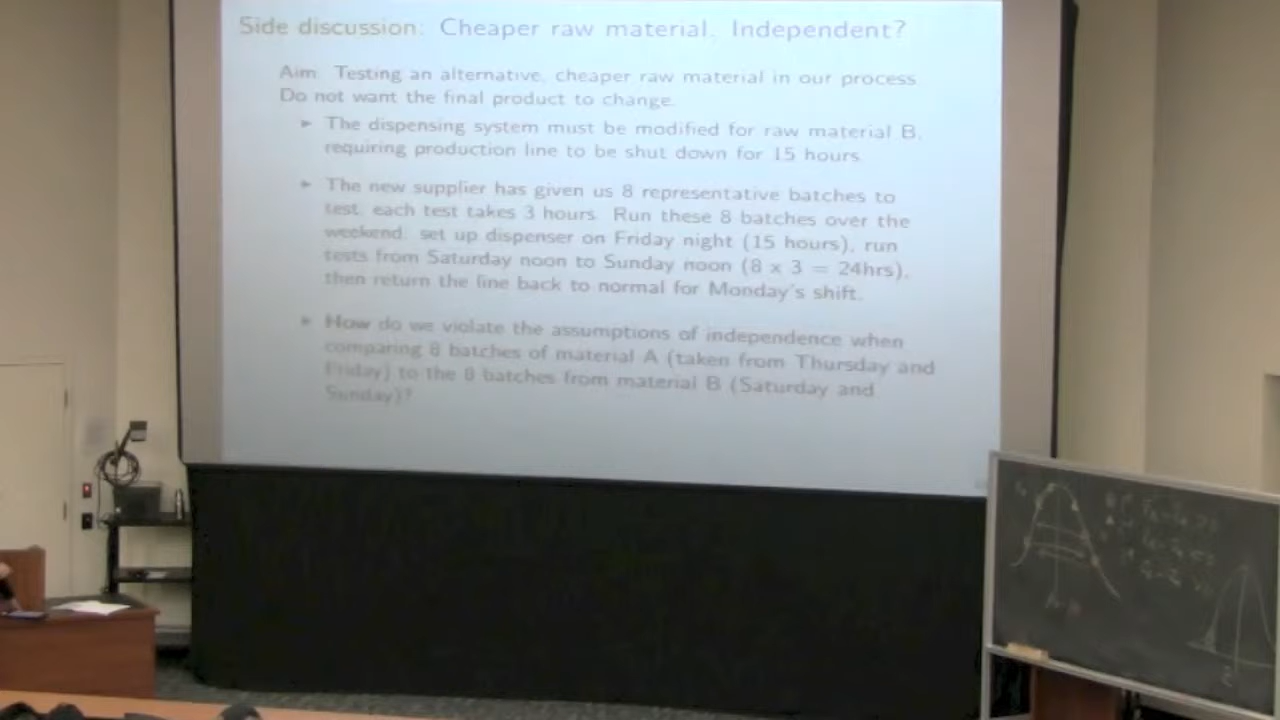 Side discussion: Cheaper raw material. Independent?
Aim: Testing an alternative, cheaper raw material in our process
Do not want the final product to change.
► The dispensing system must be modified for raw material B,
requiring production line to be shut down for 15 hours
► The new supplier has given us 8 representative batches to
test, each test takes 3 hours. Run these 8 batches over the
weekend: set up dispenser on Friday night (15 hours), run
tests from Saturday noon to Sunday noon (8 x 3 = 24hrs),
then return the line back to normal for Monday's shift.
► How do we violate the assumptions of independence when
comparing 8 batches of material A (taken from Thursday and
Friday) to the 8 batches from material B (Saturday and
Sunday)?